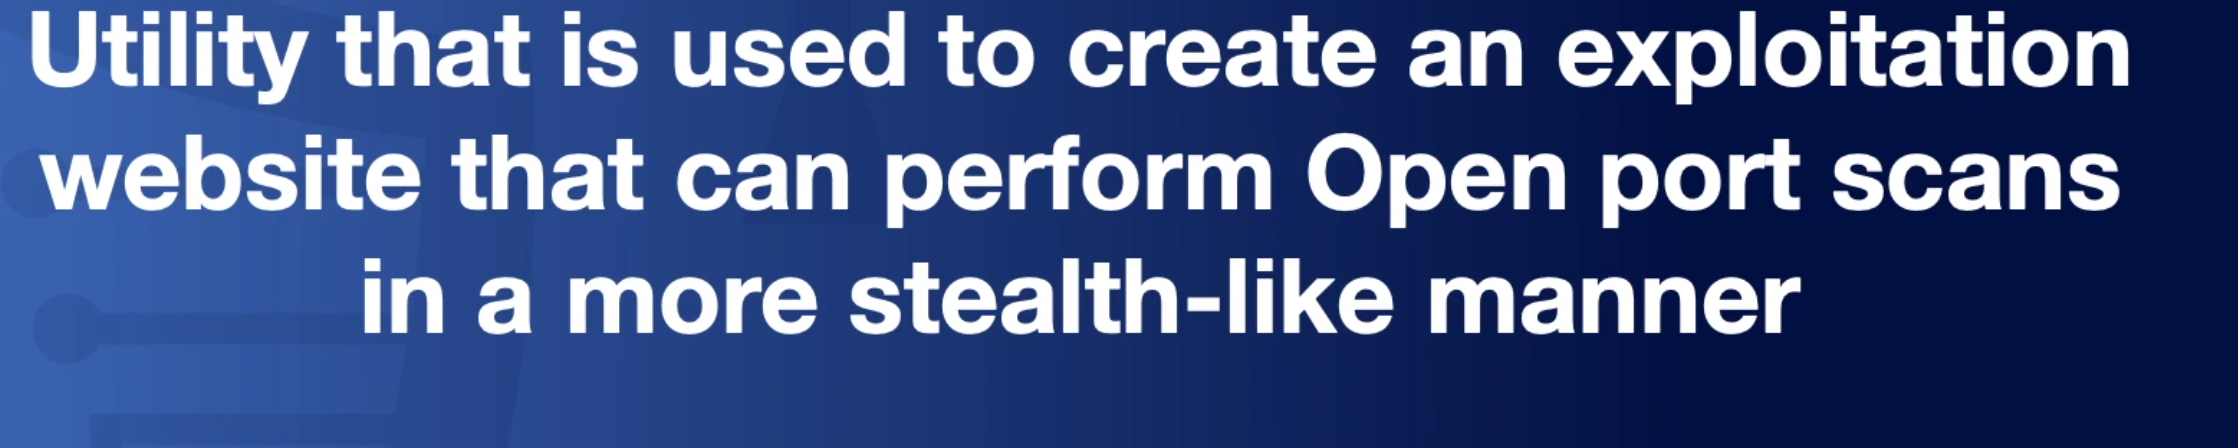 Utility that is used to create an exploitation
website that can perform Open port scans
in a more stealth-like manner